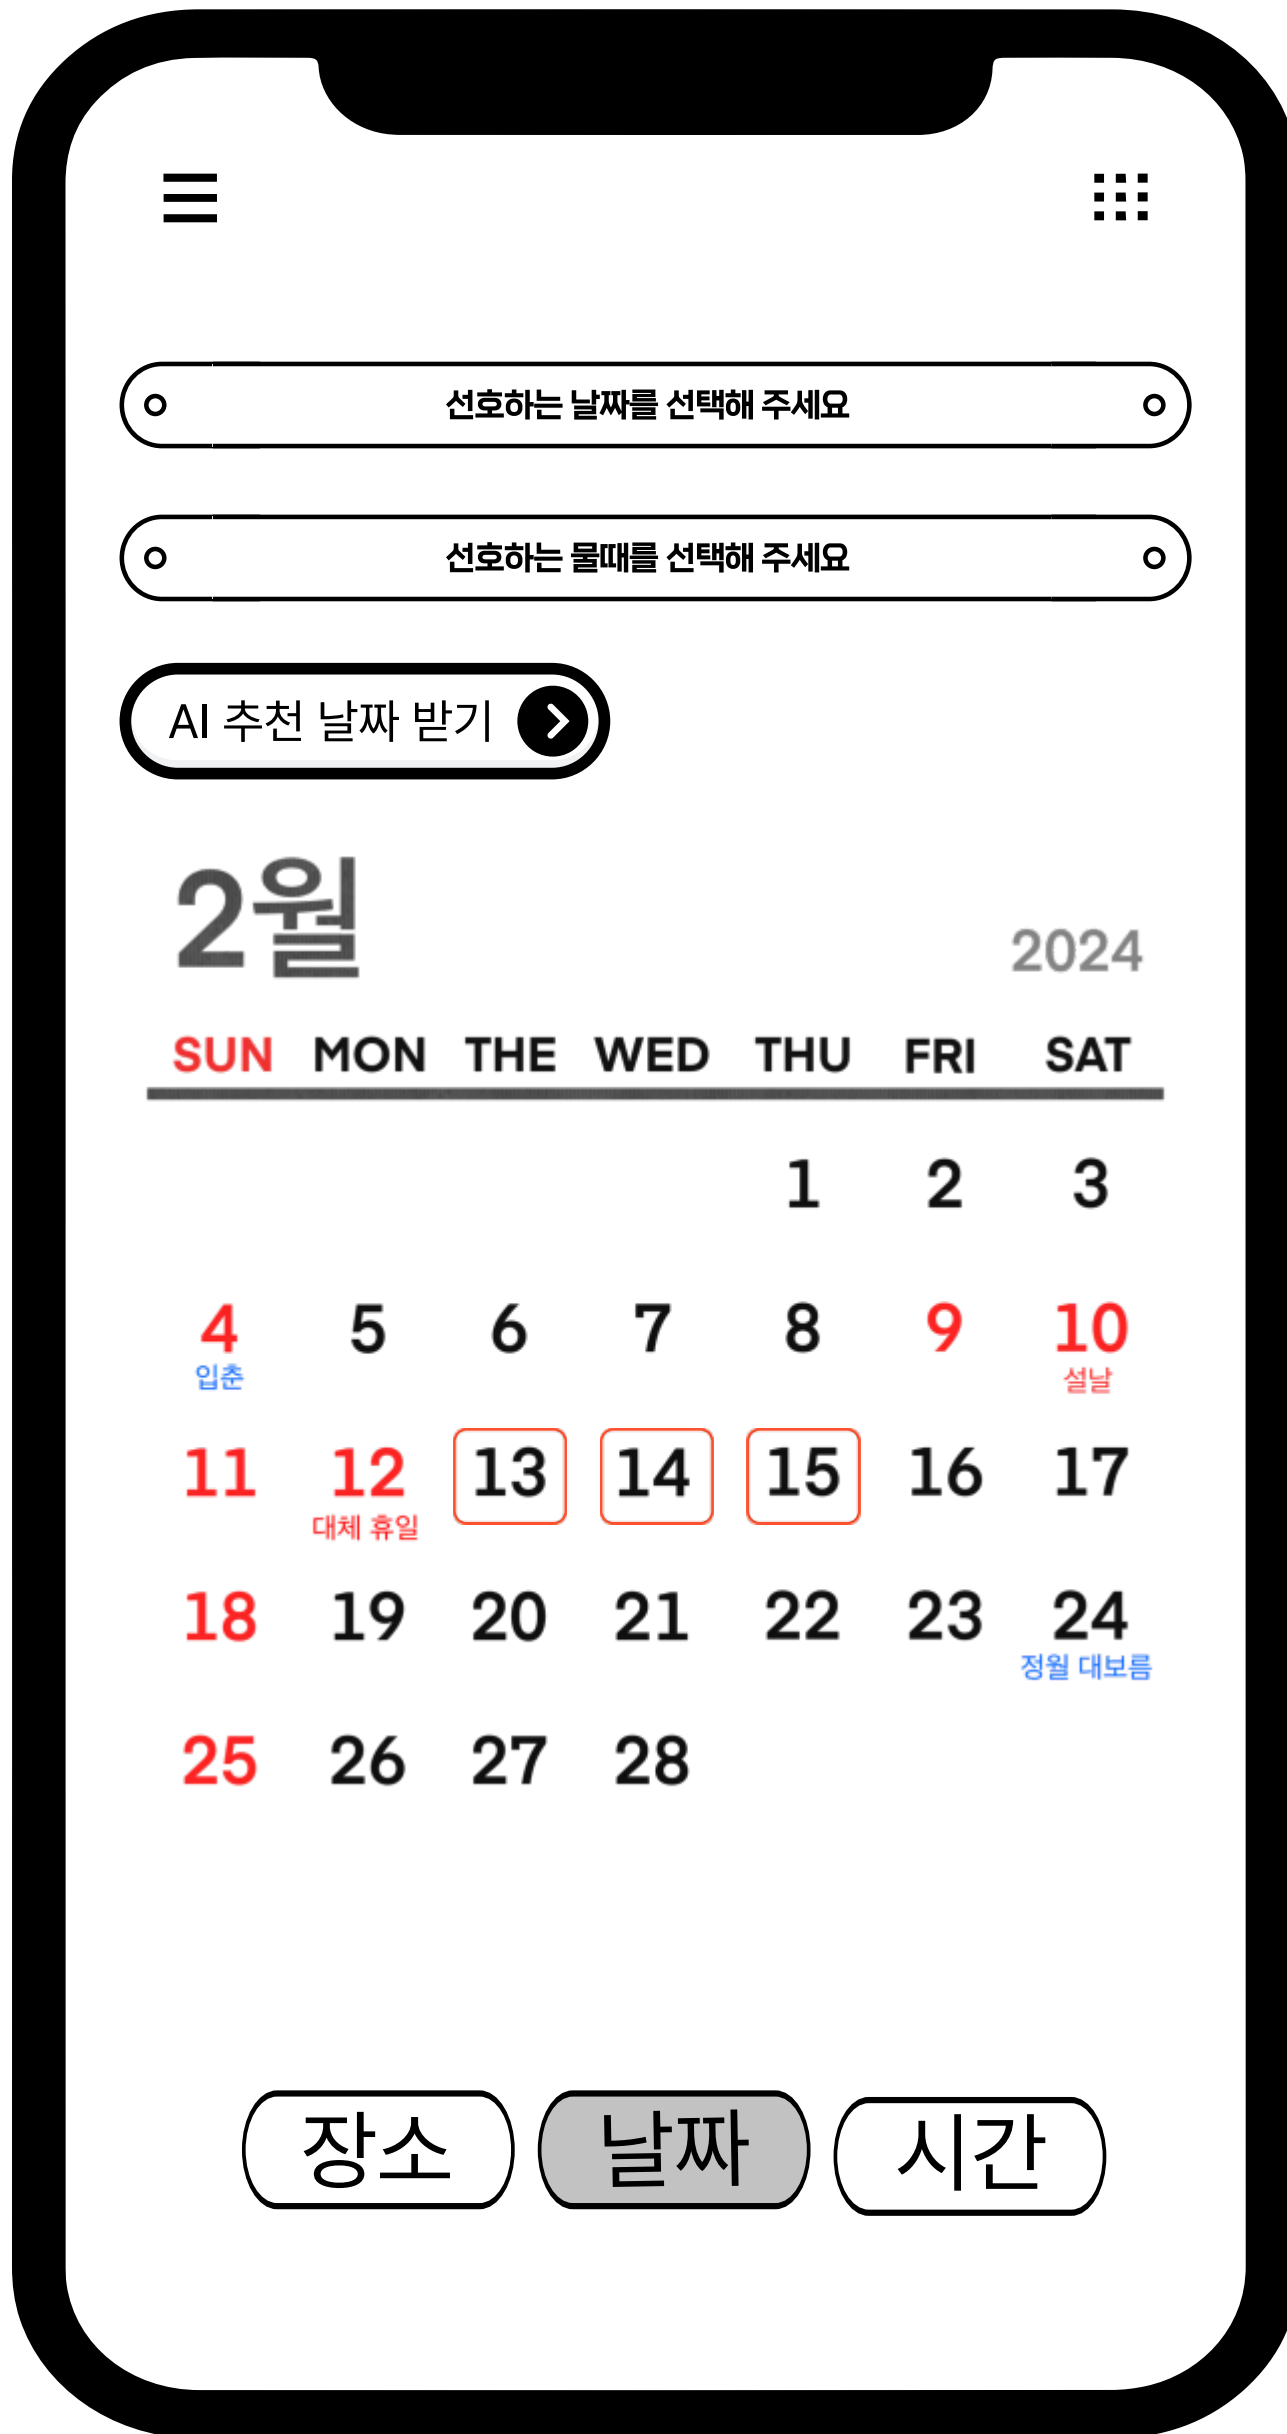 선호하는 날짜를 선택해 주세요
선호하는 물때를 선택해 주세요
AI 추천 날짜 받기
2월
2024
SUN MON THE WED THU FRI SAT
1 2 3
4 5 6 7 8 9 10
입춘 설날
11 12 13 14 15 16 17
대체 휴일
18 19 20 21 22 23 24
정월 대보름
25 26 27 28
장소 날짜 시간